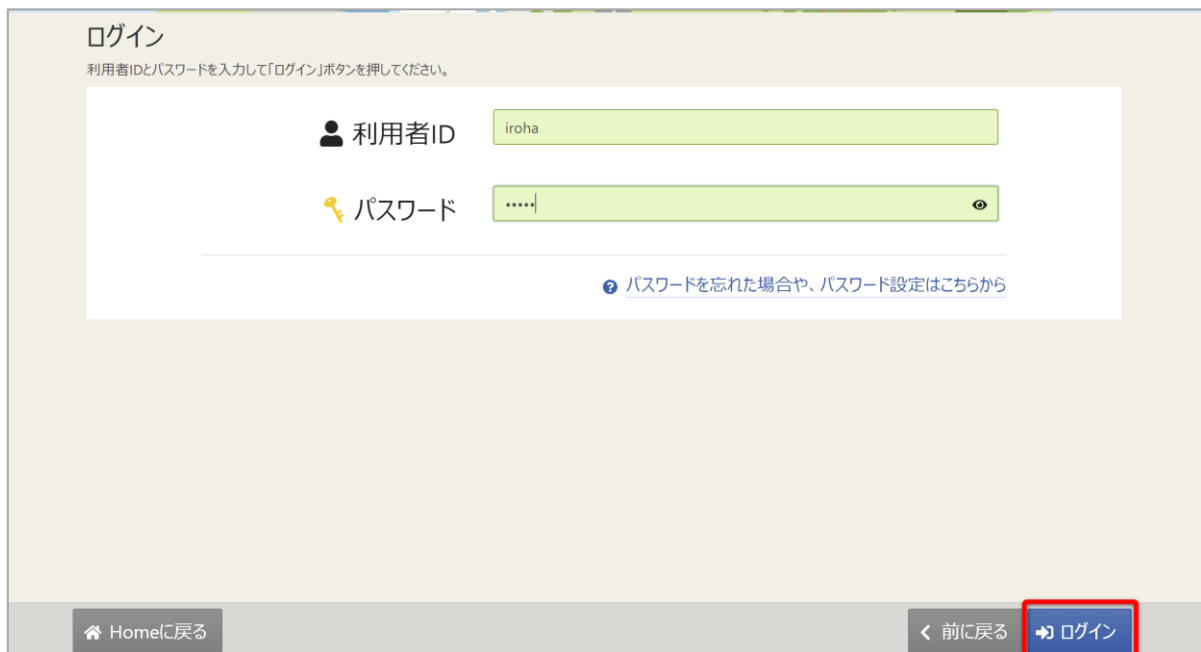 ログイン
利用者IDとパスワードを入力して「ログイン」ボタンを押してください。
利用者ID
iroha
パスワード
•••••
パスワードを忘れた場合や、パスワード設定はこちらから
Homeに戻る
前に戻る
ログイン